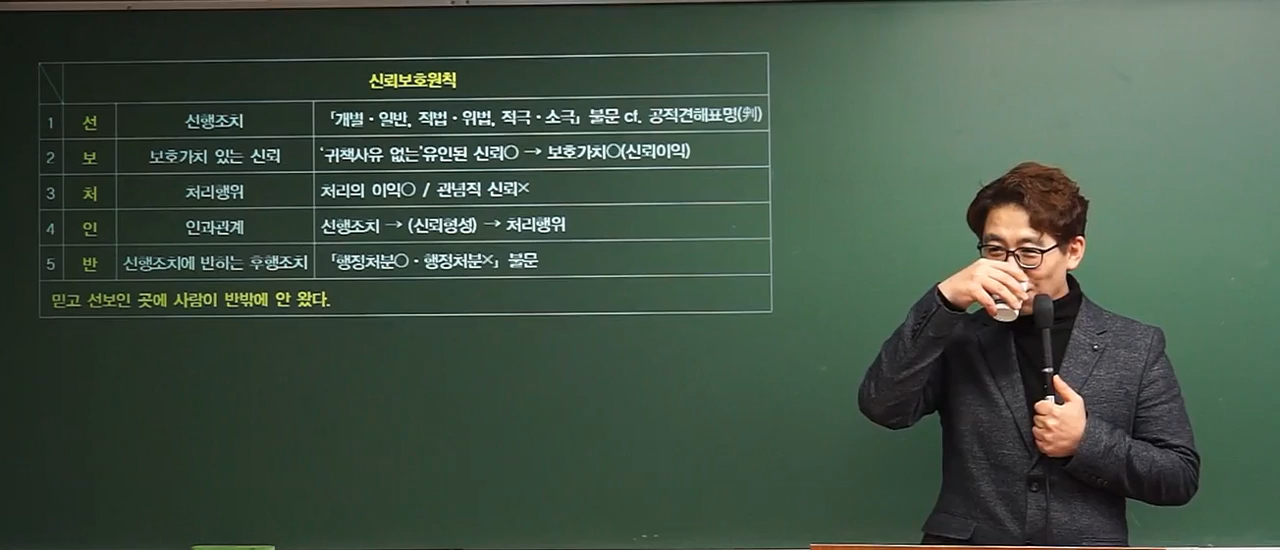 신뢰보호원칙
1 선 선행조치 「개별·일반, 적법·위법, 적극·소극」 불문 cf. 공적견해표명(判)
2 보 보호가치 있는 신뢰 '귀책사유 없는'유인된 신뢰○ → 보호가치○(신뢰이익)
3 처 처리행위 처리의 이익○ / 관념적 신뢰×
4 인 인과관계 선행조치 → (신뢰형성) → 처리행위
5 반 선행조치에 반하는 후행조치 「행정처분○·행정처분×」 불문
믿고 선보인 곳에 사람이 반밖에 안 왔다.